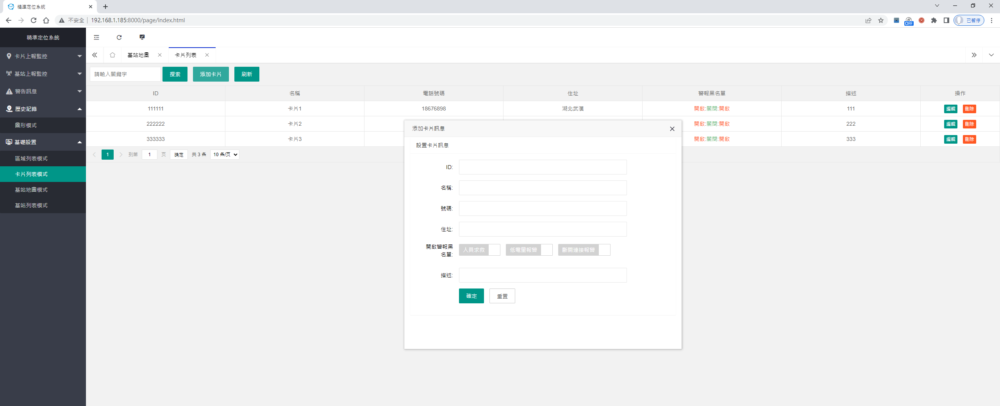 精準定位系統
不安全 192.168.1.185:8000/page/index.html
OFF
已暫停
精準定位系統
卡片上報監控
基站上報監控
警告訊息
歷史記錄
圖形模式
基礎設置
區域列表模式
卡片列表模式
基站地圖模式
基站列表模式
基站地圖 卡片列表
請輸入關鍵字 搜索 添加卡片 刷新
ID 名稱 電話號碼 住址 警報黑名單 描述 操作
111111 卡片1 18676898 湖北武漢 開啟:關閉:開啟 111 編輯 刪除
222222 卡片2 開啟:關閉:開啟 222 編輯 刪除
333333 卡片3 開啟:關閉:開啟 333 編輯 刪除
1 到第 1 页 确定 共 3 条 10 条/页
添加卡片訊息
設置卡片訊息
ID:
名稱:
號碼:
住址:
開啟警報黑
名單:
人員求救 低電量報警 斷開連接報警
描述:
確定 重置